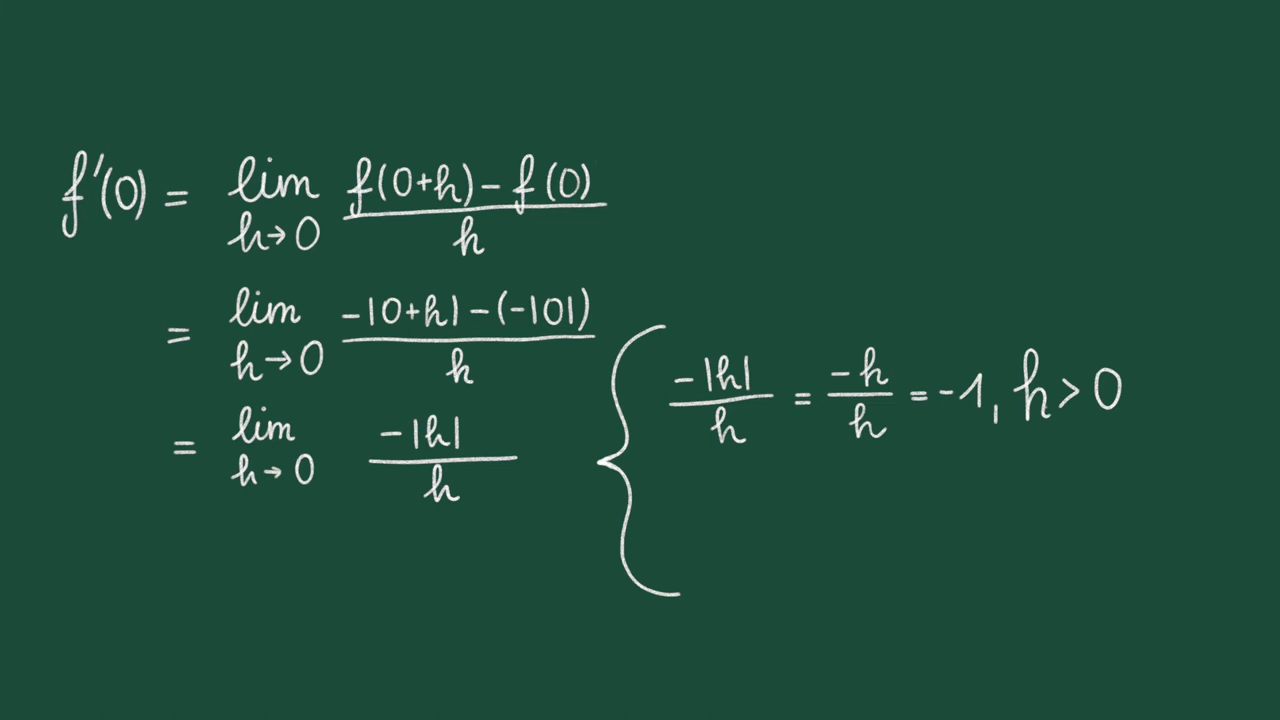 f'(0) = lim h→0 f(0+h) - f(0) / h
= lim h→0 -|0+h| - (-|0|) / h
= lim h→0 -|h| / h
{ -|h| / h = -h / h = -1, h > 0